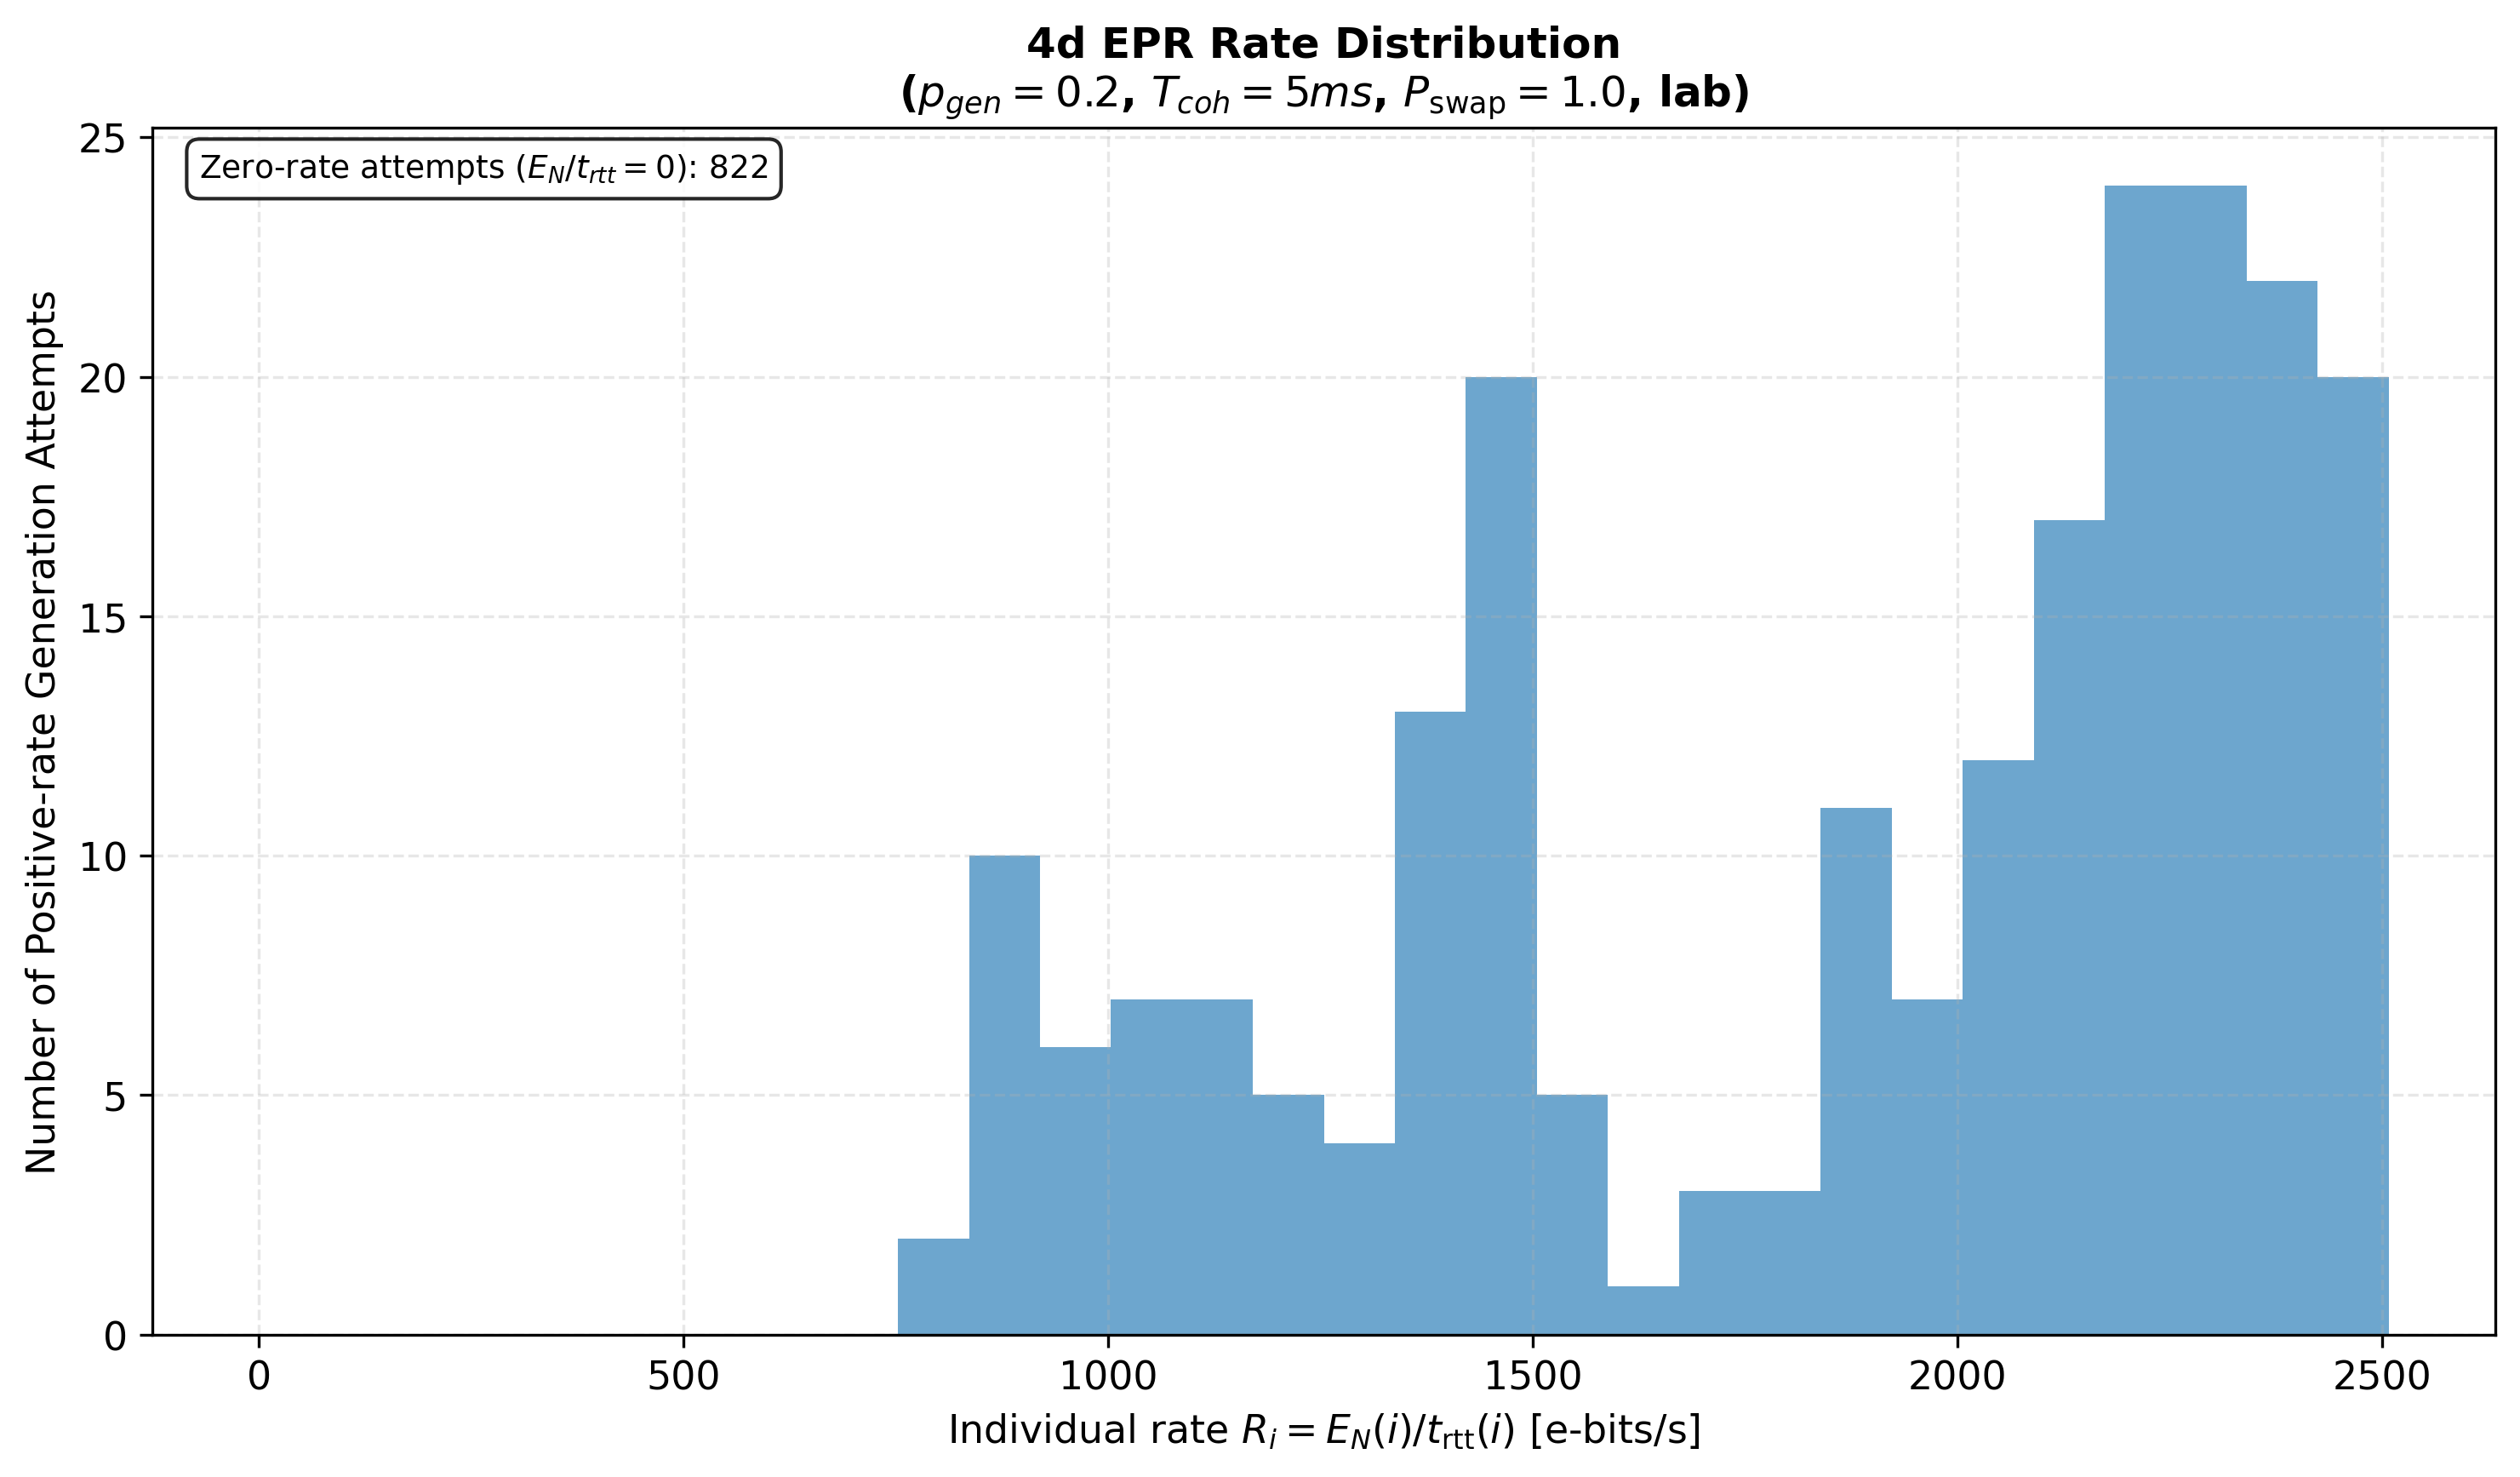 4d EPR Rate Distribution
(p_gen = 0.2, T_coh = 5ms, P_swap = 1.0, lab)
Zero-rate attempts (E_N/t_rtt = 0): 822
Number of Positive-rate Generation Attempts
25
20
15
10
5
0
0 500 1000 1500 2000 2500
Individual rate R_i = E_N(i)/t_rtt(i) [e-bits/s]